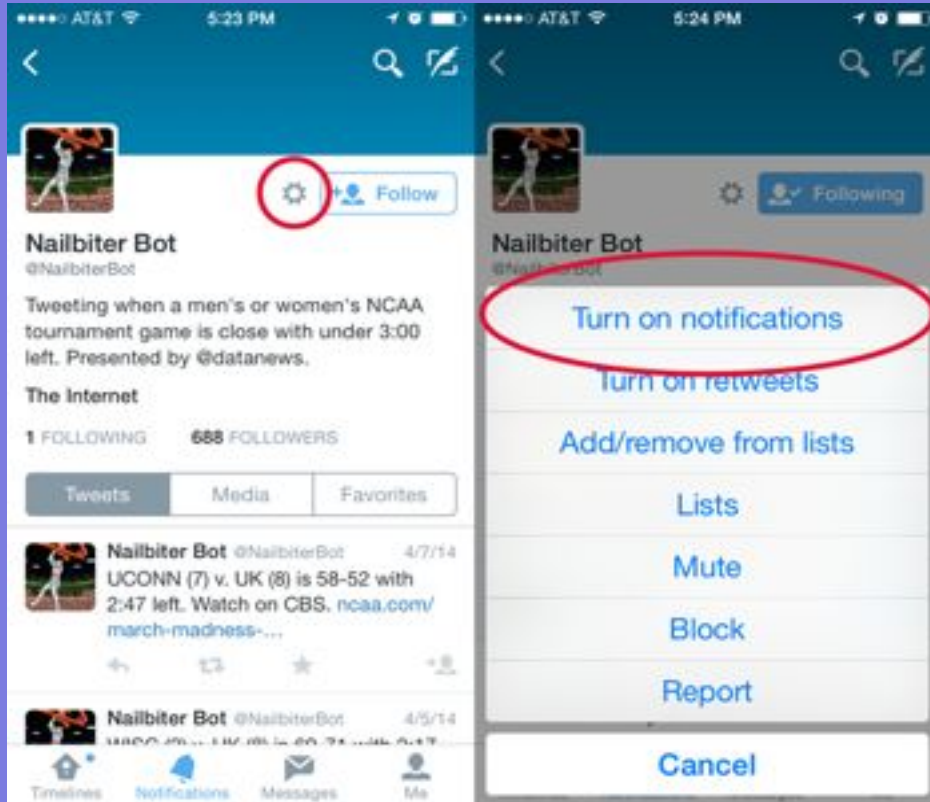 AT&T 5:23 PM
Follow
Nailbiter Bot
@NailbiterBot
Tweeting when a men's or women's NCAA
tournament game is close with under 3:00
left. Presented by @datanews.
The Internet
1 FOLLOWING 688 FOLLOWERS
Tweets Media Favorites
Nailbiter Bot @NailbiterBot 4/7/14
UCONN (7) v. UK (8) is 58-52 with
2:47 left. Watch on CBS. ncaa.com/
march-madness-...
Nailbiter Bot @NailbiterBot 4/5/14
Timelines Notifications Messages Me
AT&T 5:24 PM
Following
Nailbiter Bot
@NailbiterBot
Turn on notifications
Turn on retweets
Add/remove from lists
Lists
Mute
Block
Report
Cancel